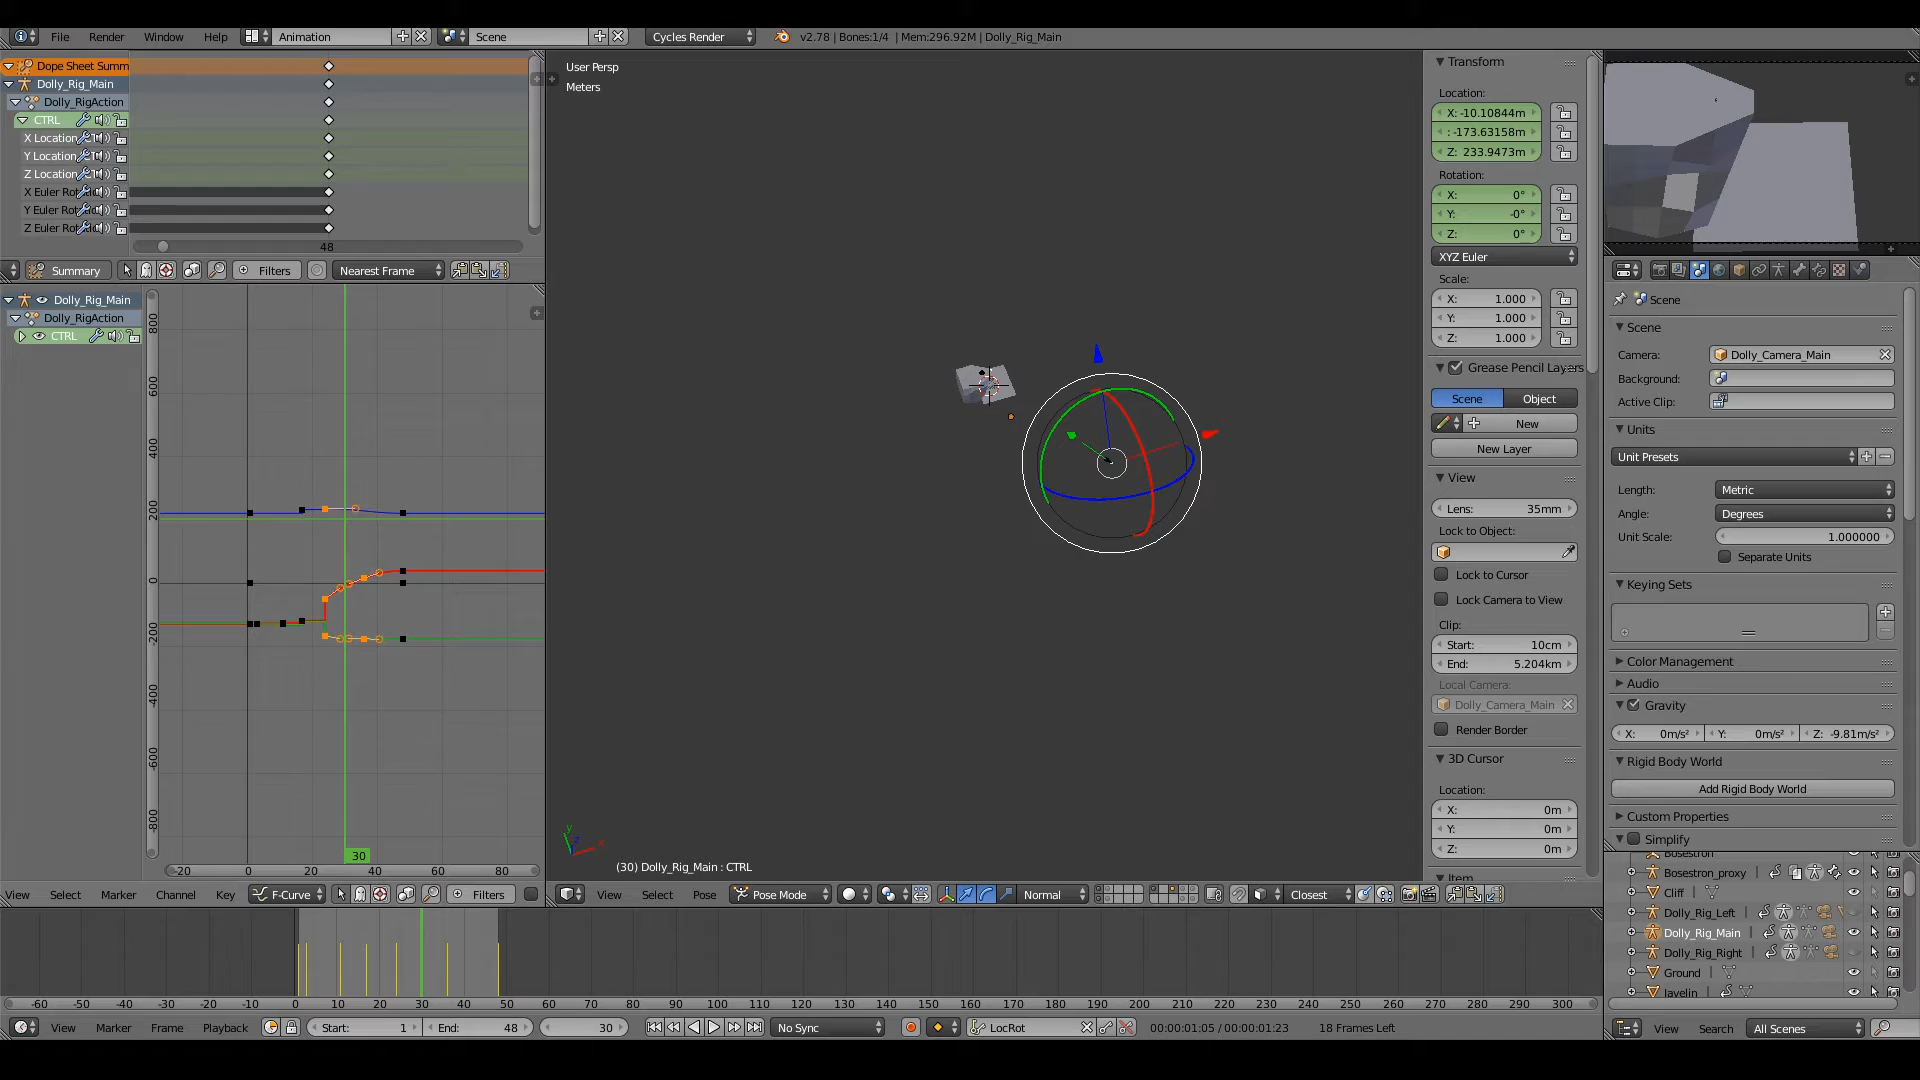 File Render Window Help Animation Scene Cycles Render v2.78 | Bones:1/4 | Mem:296.92M | Dolly_Rig_Main
Dope Sheet Summ
Dolly_Rig_Main
Dolly_RigAction
CTRL
X Location
Y Location
Z Location
X Euler Rot
Y Euler Rot
Z Euler Rot
48
Summary Filters Nearest Frame
Dolly_Rig_Main
Dolly_RigAction
CTRL
800
600
400
200
0
-200
-400
-600
-800
30
-20 0 20 40 60 80
View Select Marker Channel Key F-Curve Filters
User Persp
Meters
(30) Dolly_Rig_Main : CTRL
View Select Pose Pose Mode Normal Closest
Transform
Location:
X: -10.10844m
: -173.63158m
Z: 233.9473m
Rotation:
X: 0°
Y: -0°
Z: 0°
XYZ Euler
Scale:
X: 1.000
Y: 1.000
Z: 1.000
Grease Pencil Layers
Scene Object
New
New Layer
View
Lens: 35mm
Lock to Object:
Lock to Cursor
Lock Camera to View
Clip:
Start: 10cm
End: 5.204km
Local Camera:
Dolly_Camera_Main
Render Border
3D Cursor
Location:
X: 0m
Y: 0m
Z: 0m
Item
Scene
Scene
Camera: Dolly_Camera_Main
Background:
Active Clip:
Units
Unit Presets
Length: Metric
Angle: Degrees
Unit Scale: 1.000000
Separate Units
Keying Sets
Color Management
Audio
Gravity
X: 0m/s² Y: 0m/s² Z: -9.81m/s²
Rigid Body World
Add Rigid Body World
Custom Properties
Simplify
Bosestron
Bosestron_proxy
Cliff
Dolly_Rig_Left
Dolly_Rig_Main
Dolly_Rig_Right
Ground
Javelin
View Search All Scenes
-60 -50 -40 -30 -20 -10 0 10 20 30 40 50 60 70 80 90 100 110 120 130 140 150 160 170 180 190 200 210 220 230 240 250 260 270 280 290 300
View Marker Frame Playback Start: 1 End: 48 30 No Sync LocRot 00:00:01:05 / 00:00:01:23 18 Frames Left